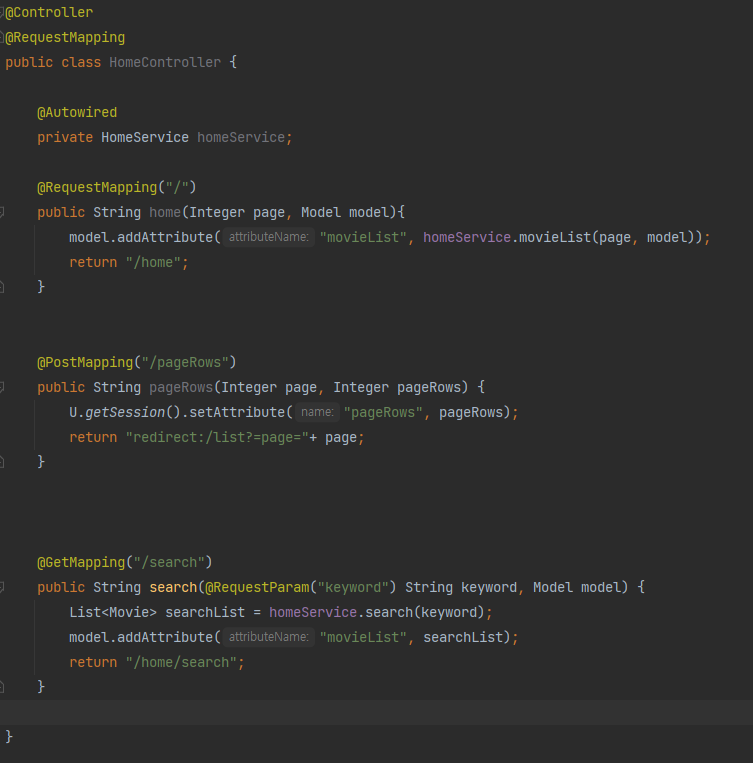 @Controller
@RequestMapping
public class HomeController {
@Autowired
private HomeService homeService;
@RequestMapping("/")
public String home(Integer page, Model model){
model.addAttribute( attributeName: "movieList", homeService.movieList(page, model));
return "/home";
}
@PostMapping("/pageRows")
public String pageRows(Integer page, Integer pageRows) {
U.getSession().setAttribute( name: "pageRows", pageRows);
return "redirect:/list?=page="+ page;
}
@GetMapping("/search")
public String search(@RequestParam("keyword") String keyword, Model model) {
List<Movie> searchList = homeService.search(keyword);
model.addAttribute( attributeName: "movieList", searchList);
return "/home/search";
}
}